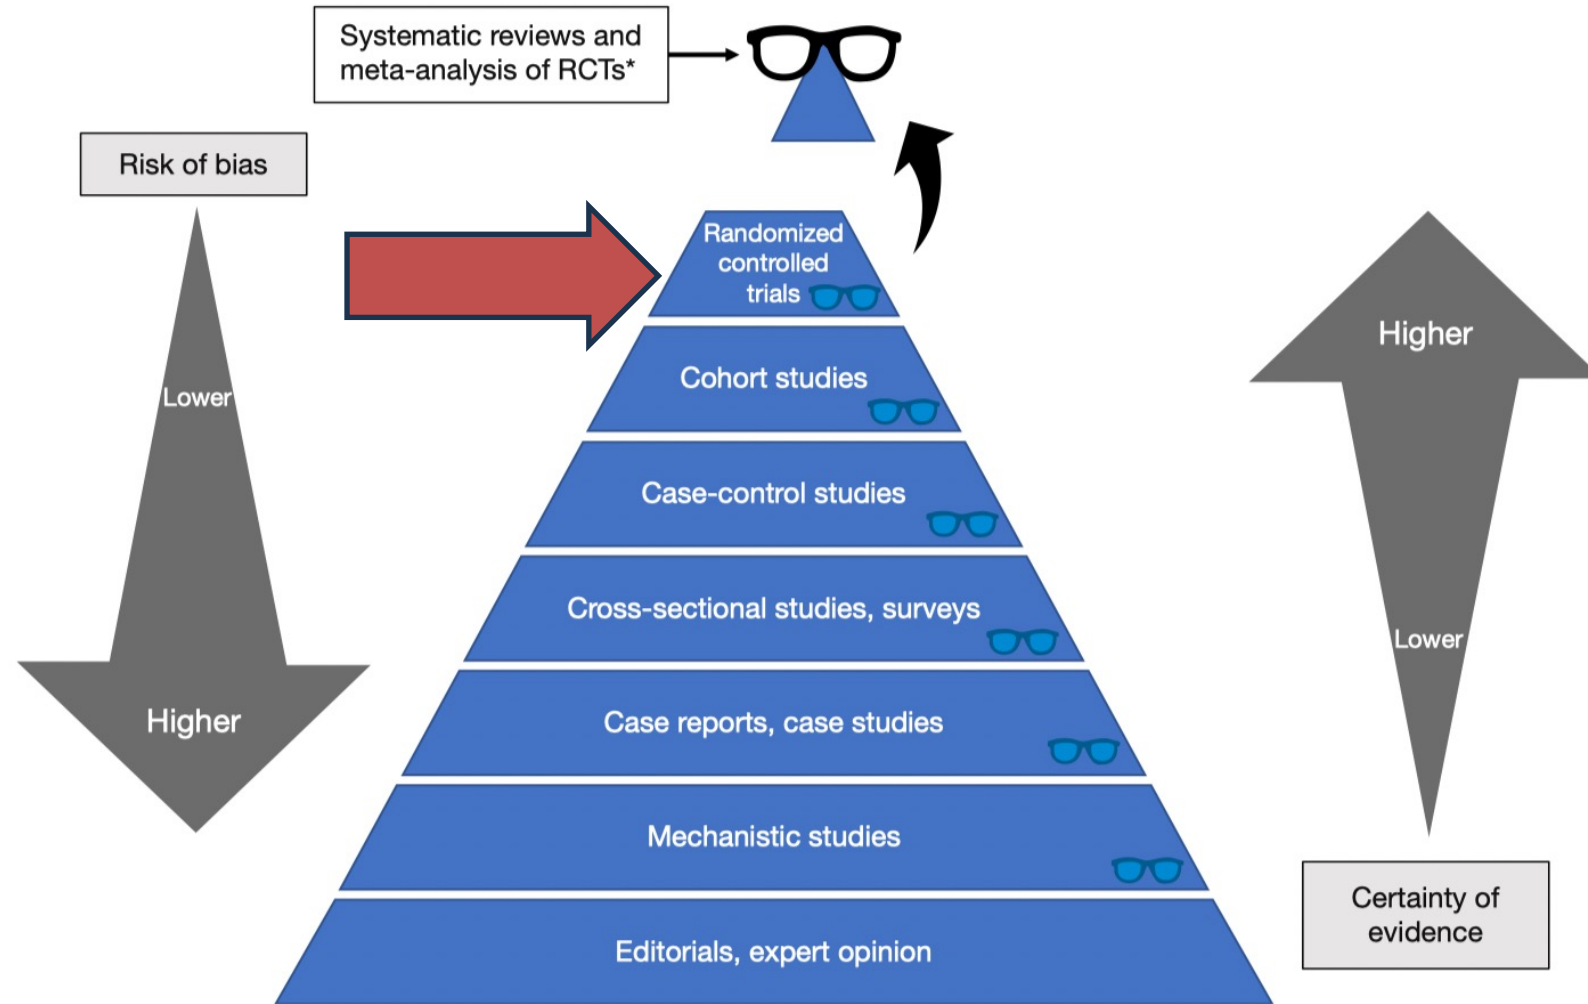 Systematic reviews and
meta-analysis of RCTs*
Risk of bias
Lower
Higher
Randomized
controlled
trials
Cohort studies
Case-control studies
Cross-sectional studies, surveys
Case reports, case studies
Mechanistic studies
Editorials, expert opinion
Higher
Lower
Certainty of
evidence